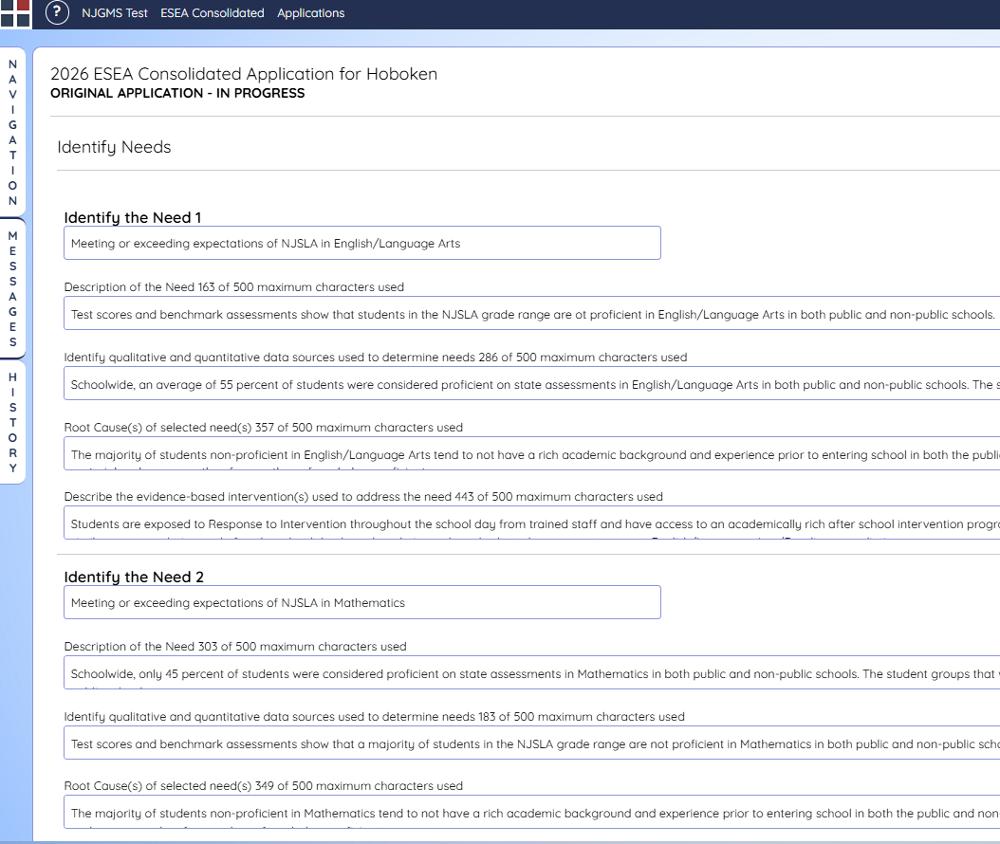 ? NJGMS Test ESEA Consolidated Applications
NAVIGATION
MESSAGES
HISTORY
2026 ESEA Consolidated Application for Hoboken
ORIGINAL APPLICATION - IN PROGRESS
Identify Needs
Identify the Need 1
Meeting or exceeding expectations of NJSLA in English/Language Arts
Description of the Need 163 of 500 maximum characters used
Test scores and benchmark assessments show that students in the NJSLA grade range are ot proficient in English/Language Arts in both public and non-public schools.
Identify qualitative and quantitative data sources used to determine needs 286 of 500 maximum characters used
Schoolwide, an average of 55 percent of students were considered proficient on state assessments in English/Language Arts in both public and non-public schools. The s
Root Cause(s) of selected need(s) 357 of 500 maximum characters used
The majority of students non-proficient in English/Language Arts tend to not have a rich academic background and experience prior to entering school in both the publi
Describe the evidence-based intervention(s) used to address the need 443 of 500 maximum characters used
Students are exposed to Response to Intervention throughout the school day from trained staff and have access to an academically rich after school intervention progr
Identify the Need 2
Meeting or exceeding expectations of NJSLA in Mathematics
Description of the Need 303 of 500 maximum characters used
Schoolwide, only 45 percent of students were considered proficient on state assessments in Mathematics in both public and non-public schools. The student groups that
Identify qualitative and quantitative data sources used to determine needs 183 of 500 maximum characters used
Test scores and benchmark assessments show that a majority of students in the NJSLA grade range are not proficient in Mathematics in both public and non-public scho
Root Cause(s) of selected need(s) 349 of 500 maximum characters used
The majority of students non-proficient in Mathematics tend to not have a rich academic background and experience prior to entering school in both the public and non